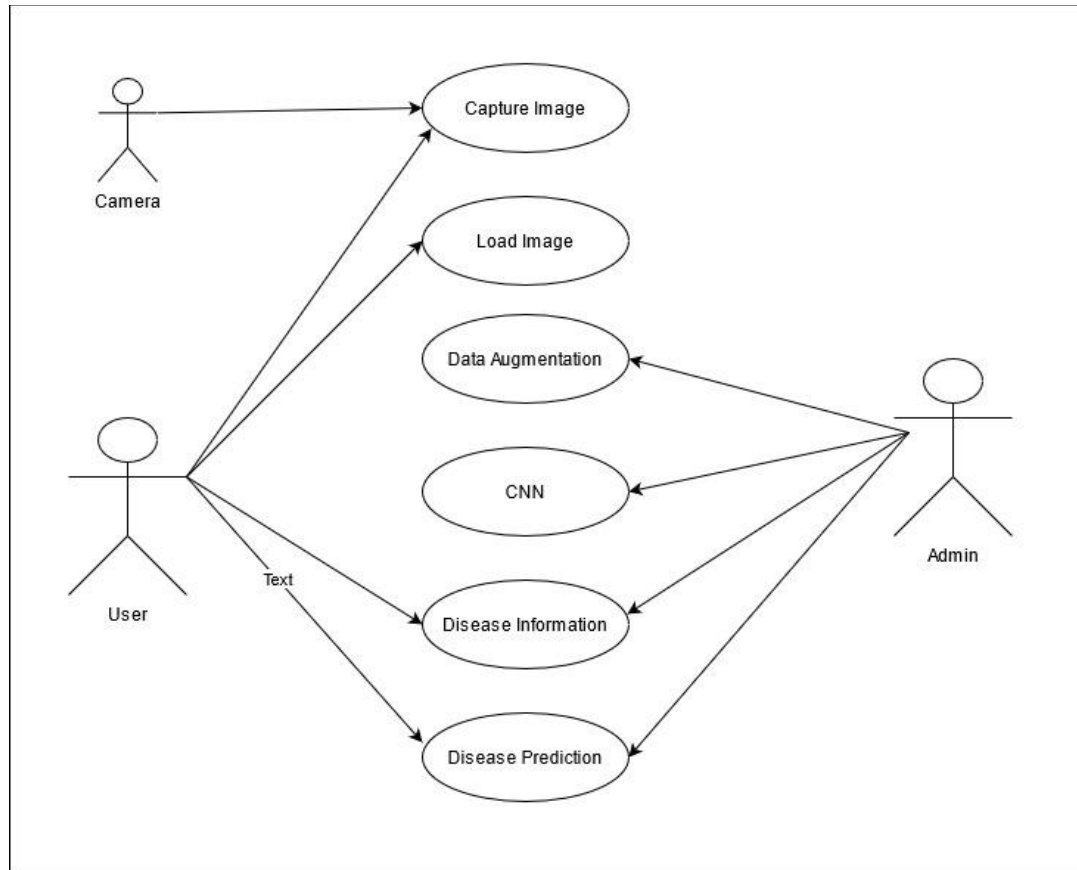 Capture Image
Camera
Load Image
Data Augmentation
CNN
Admin
Text
User
Disease Information
Disease Prediction